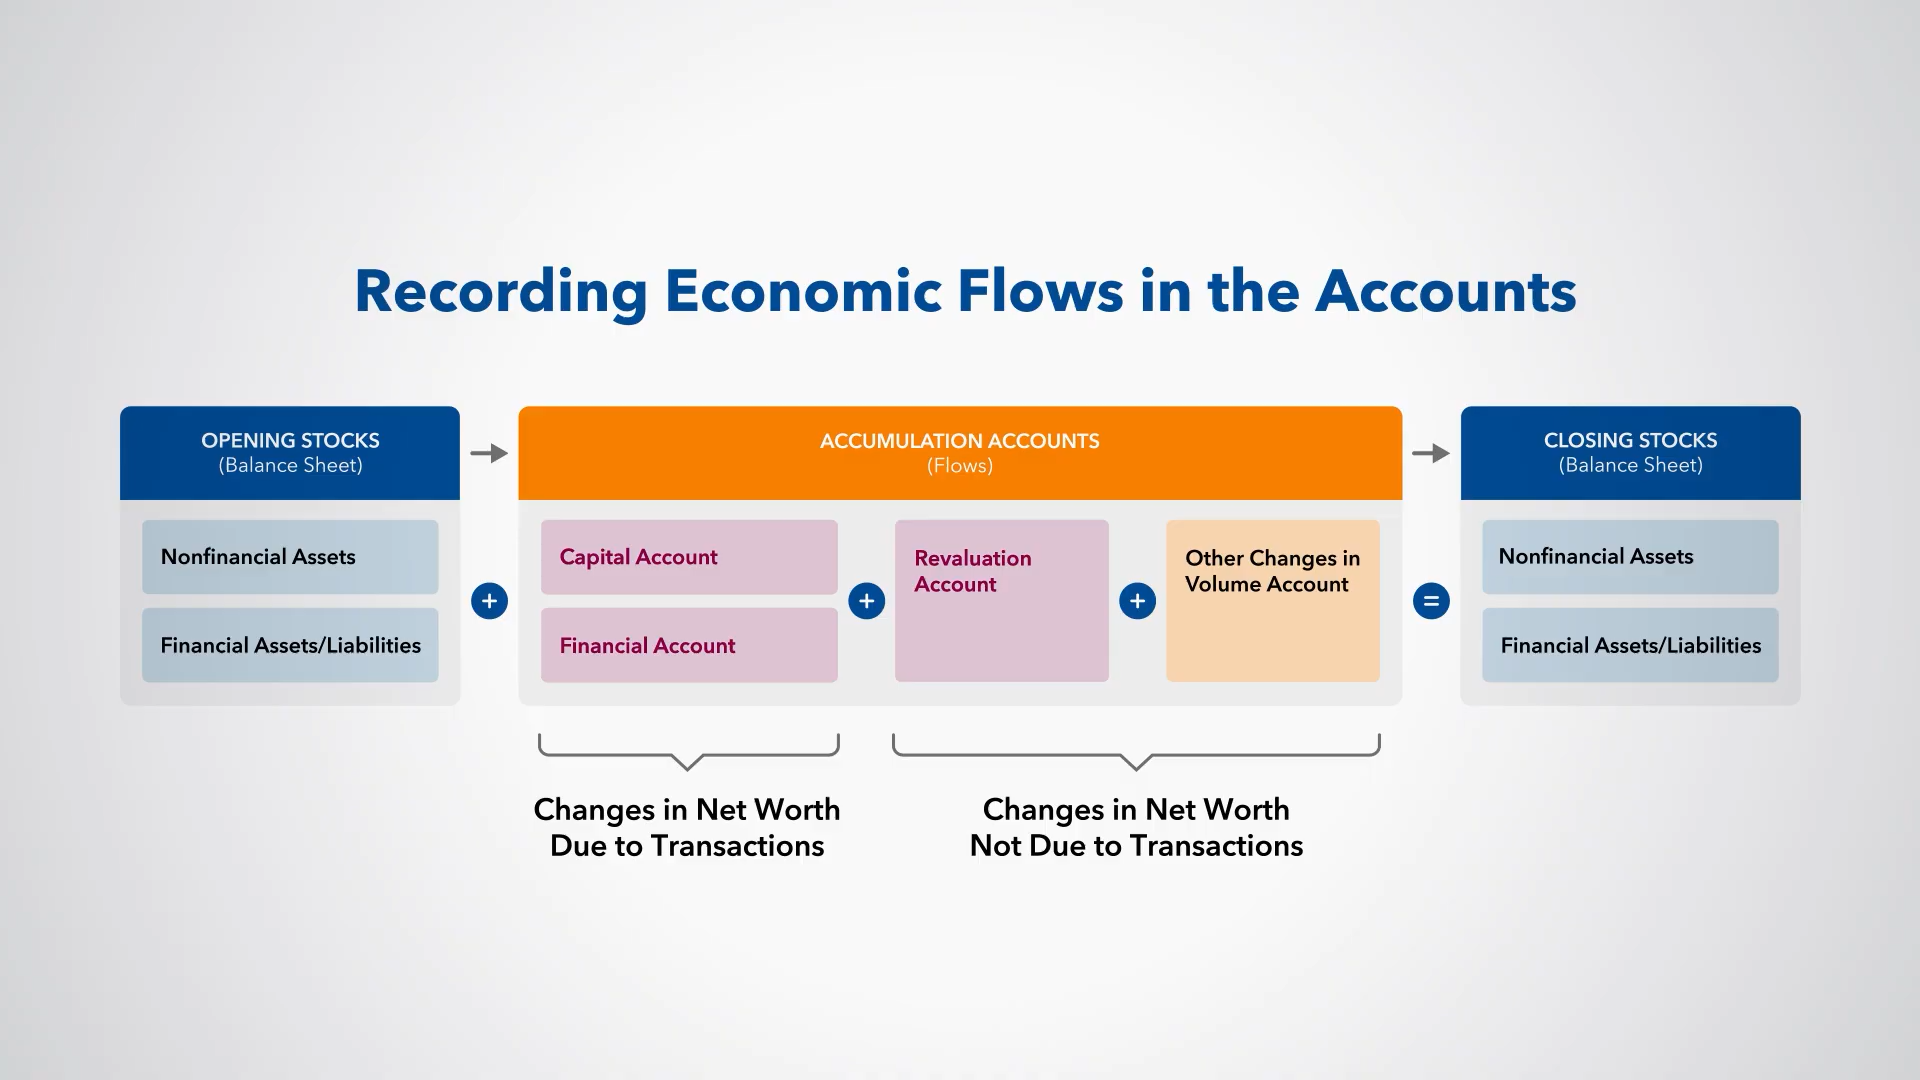 Recording Economic Flows in the Accounts
OPENING STOCKS
(Balance Sheet)
Nonfinancial Assets
Financial Assets/Liabilities
+
ACCUMULATION ACCOUNTS
(Flows)
Capital Account
Financial Account
+
Revaluation
Account
+
Other Changes in
Volume Account
=
CLOSING STOCKS
(Balance Sheet)
Nonfinancial Assets
Financial Assets/Liabilities
Changes in Net Worth
Due to Transactions
Changes in Net Worth
Not Due to Transactions